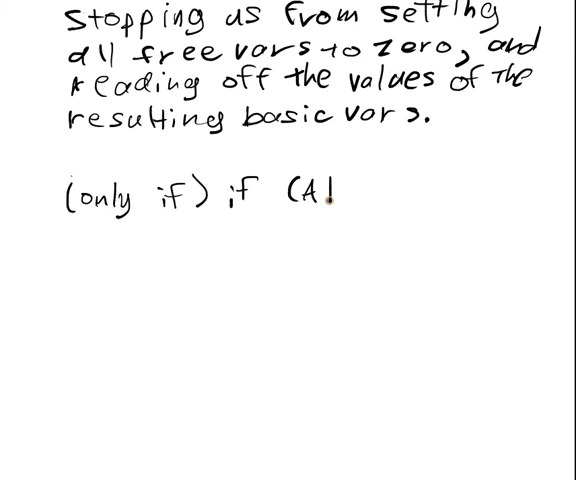 Stopping us from setting
all free vars to zero, and
reading off the values of the
resulting basic vars.
(only if) if (A|